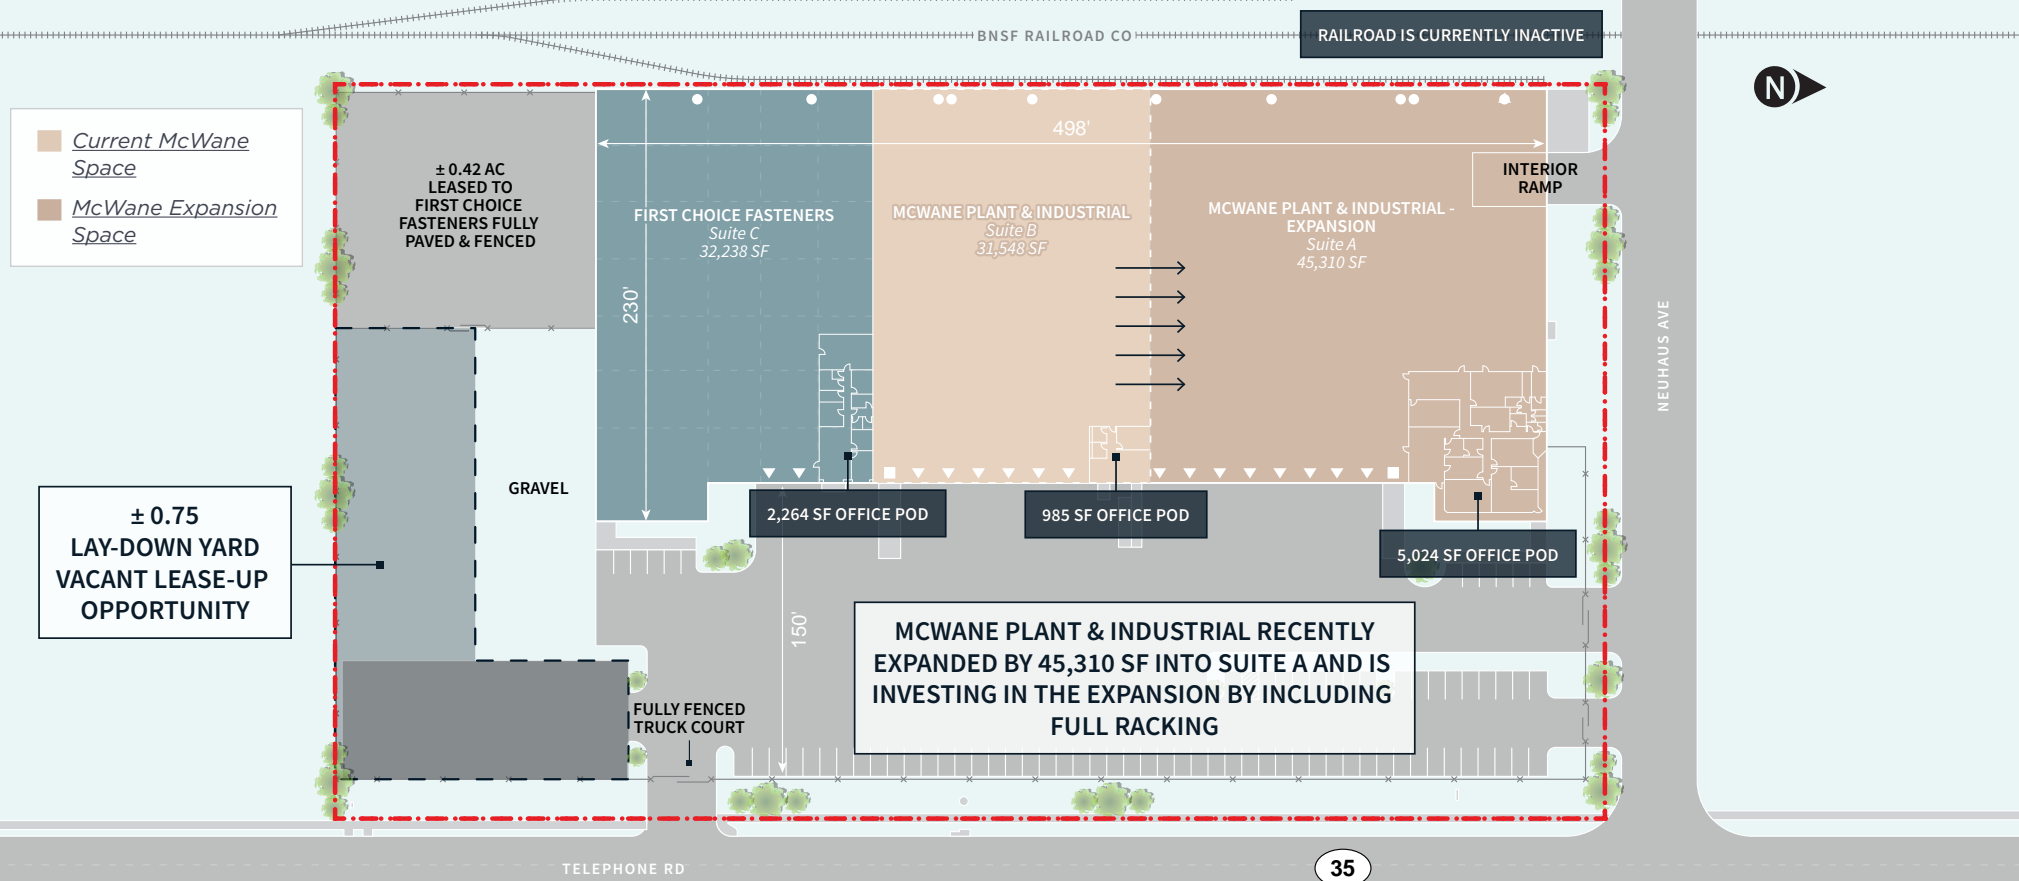 BNSF RAILROAD CO
RAILROAD IS CURRENTLY INACTIVE
N
Current McWane
Space
McWane Expansion
Space
± 0.42 AC
LEASED TO
FIRST CHOICE
FASTENERS FULLY
PAVED & FENCED
498'
230'
FIRST CHOICE FASTENERS
Suite C
32,238 SF
MCWANE PLANT & INDUSTRIAL
Suite B
31,548 SF
MCWANE PLANT & INDUSTRIAL -
EXPANSION
Suite A
45,310 SF
INTERIOR
RAMP
NEUHAUS AVE
± 0.75
LAY-DOWN YARD
VACANT LEASE-UP
OPPORTUNITY
GRAVEL
2,264 SF OFFICE POD
985 SF OFFICE POD
5,024 SF OFFICE POD
150'
MCWANE PLANT & INDUSTRIAL RECENTLY
EXPANDED BY 45,310 SF INTO SUITE A AND IS
INVESTING IN THE EXPANSION BY INCLUDING
FULL RACKING
FULLY FENCED
TRUCK COURT
TELEPHONE RD
35